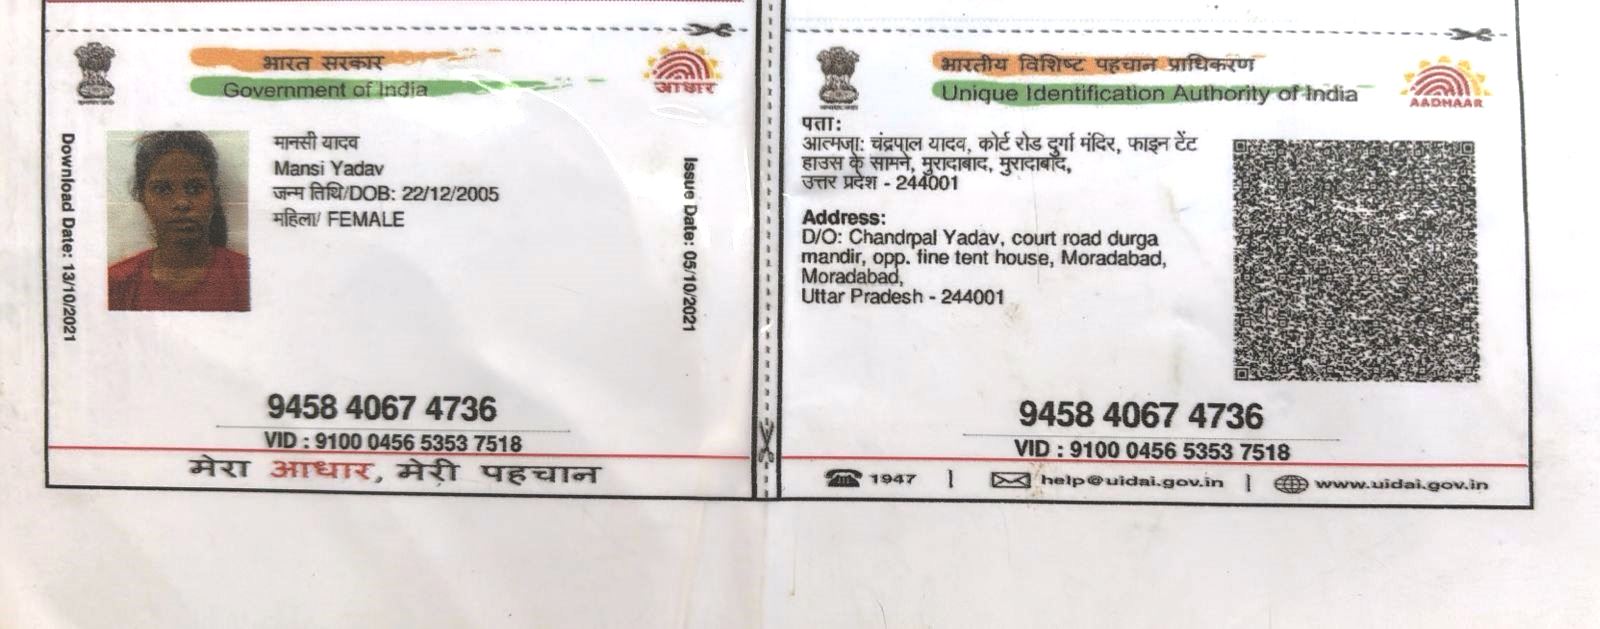 भारत सरकार
Government of India
आधार
Download Date: 13/10/2021
मानसी यादव
Mansi Yadav
जन्म तिथि/DOB: 22/12/2005
महिला/ FEMALE
Issue Date: 05/10/2021
9458 4067 4736
VID : 9100 0456 5353 7518
मेरा आधार, मेरी पहचान
भारतीय विशिष्ट पहचान प्राधिकरण
Unique Identification Authority of India
AADHAAR
पता:
आत्मजा: चंद्रपाल यादव, कोर्ट रोड दुर्गा मंदिर, फाइन टेंट
हाउस के सामने, मुरादाबाद, मुरादाबाद,
उत्तर प्रदेश - 244001
Address:
D/O: Chandrpal Yadav, court road durga
mandir, opp. fine tent house, Moradabad,
Moradabad,
Uttar Pradesh - 244001
9458 4067 4736
VID : 9100 0456 5353 7518
1947 | help@uidai.gov.in | www.uidai.gov.in